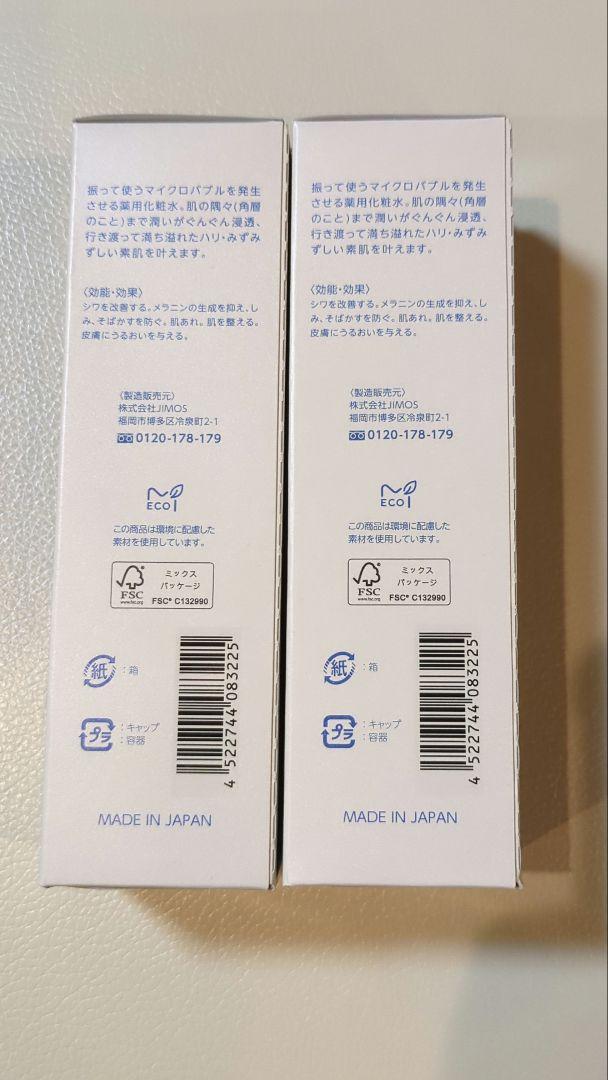 振って使うマイクロバブルを発生
させる薬用化粧水。肌の隅々(角層
のこと)まで潤いがぐんぐん浸透、
行き渡って満ち溢れたハリ・みずみ
ずしい素肌を叶えます。
〈効能・効果〉
シワを改善する。メラニンの生成を抑え、し
み、そばかすを防ぐ。肌あれ。肌を整える。
皮膚にうるおいを与える。
〈製造販売元〉
株式会社JIMOS
福岡市博多区冷泉町2-1
0120-178-179
ECO
この商品は環境に配慮した
素材を使用しています。
FSC
www.fsc.org
ミックス
パッケージ
FSC® C132990
紙 : 箱
プラ : キャップ
: 容器
4 522744 083225
MADE IN JAPAN
振って使うマイクロバブルを発生
させる薬用化粧水。肌の隅々(角層
のこと)まで潤いがぐんぐん浸透、
行き渡って満ち溢れたハリ・みずみ
ずしい素肌を叶えます。
〈効能・効果〉
シワを改善する。メラニンの生成を抑え、し
み、そばかすを防ぐ。肌あれ。肌を整える。
皮膚にうるおいを与える。
〈製造販売元〉
株式会社JIMOS
福岡市博多区冷泉町2-1
0120-178-179
ECO
この商品は環境に配慮した
素材を使用しています。
FSC
www.fsc.org
ミックス
パッケージ
FSC® C132990
紙 : 箱
プラ : キャップ
: 容器
4 522744 083225
MADE IN JAPAN